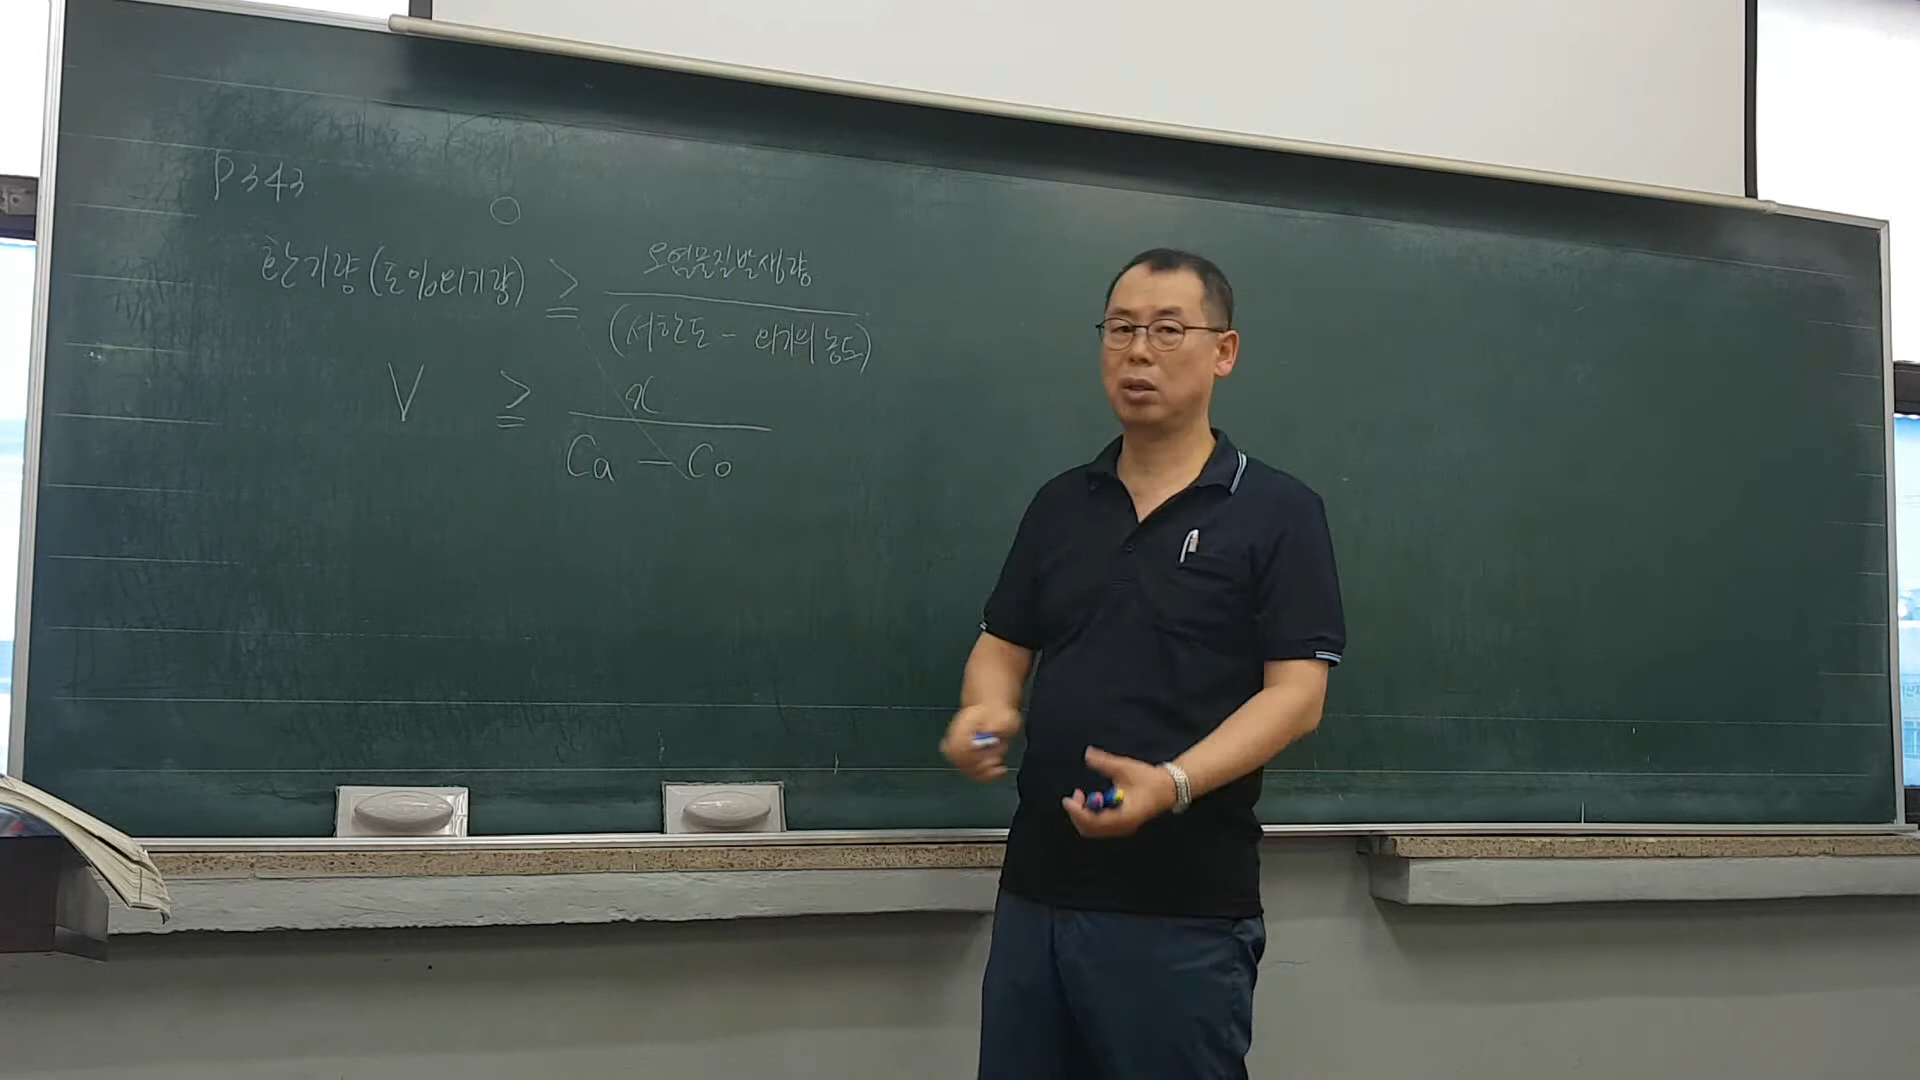 P343
환기량(도입외기량) ≥ 오염물질발생량 / (서한도 - 외기의 농도)
V ≥ x / Ca - Co